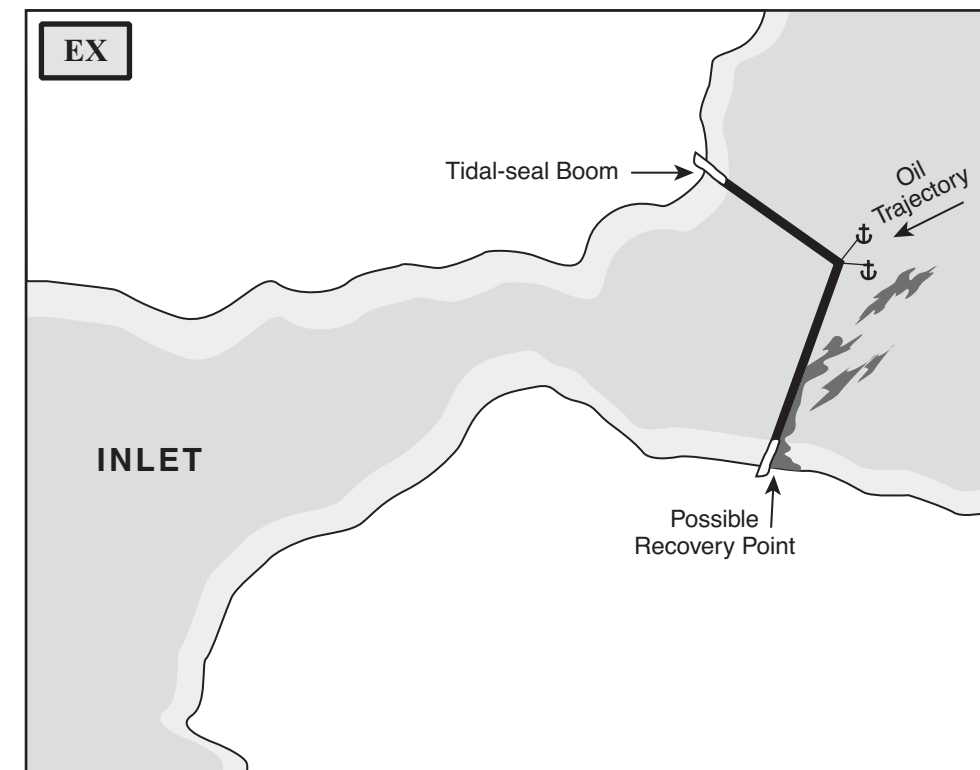 EX
Tidal-seal Boom
Oil
Trajectory
INLET
Possible
Recovery Point